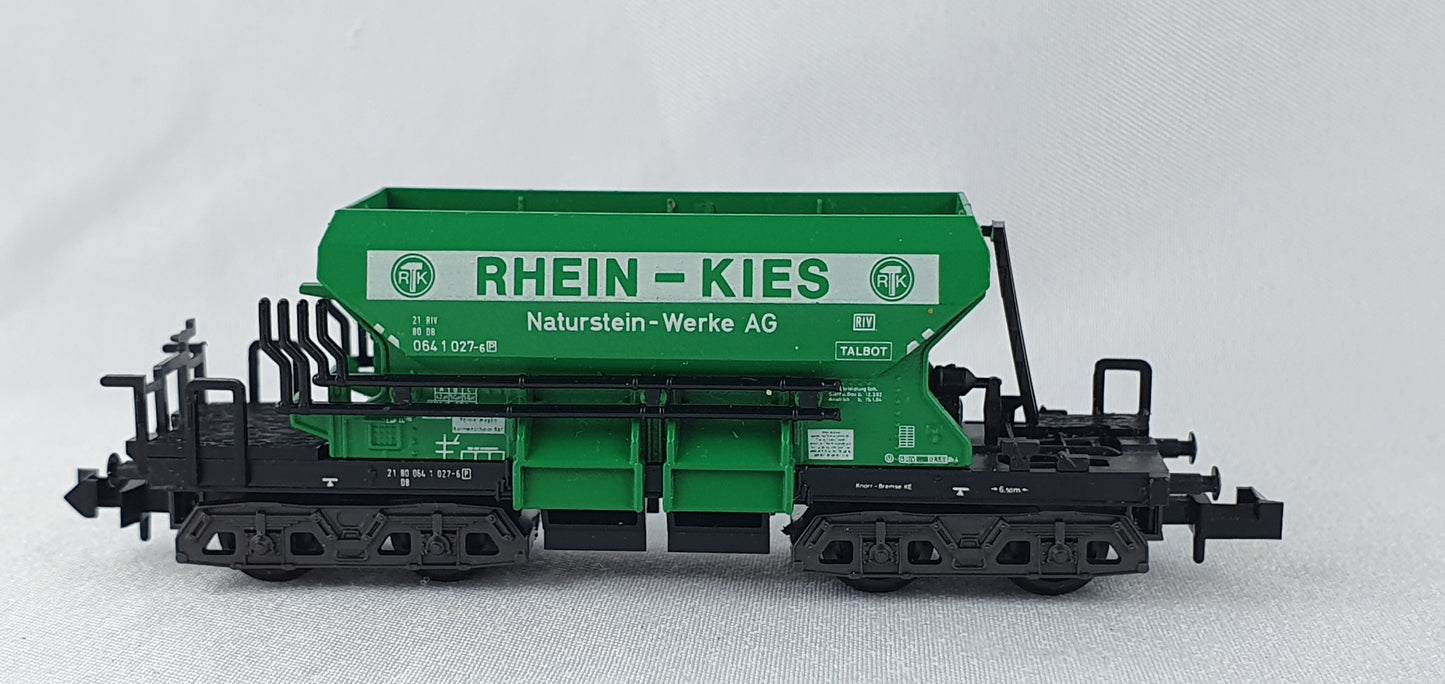 RTK RHEIN - KIES RTK
Naturstein-Werke AG
21 RIV
80 DB
064 1 027-6 P
RIV
TALBOT
21 80 064 1 027-6 P
DB
Knorr-Bremse KE
6.50m